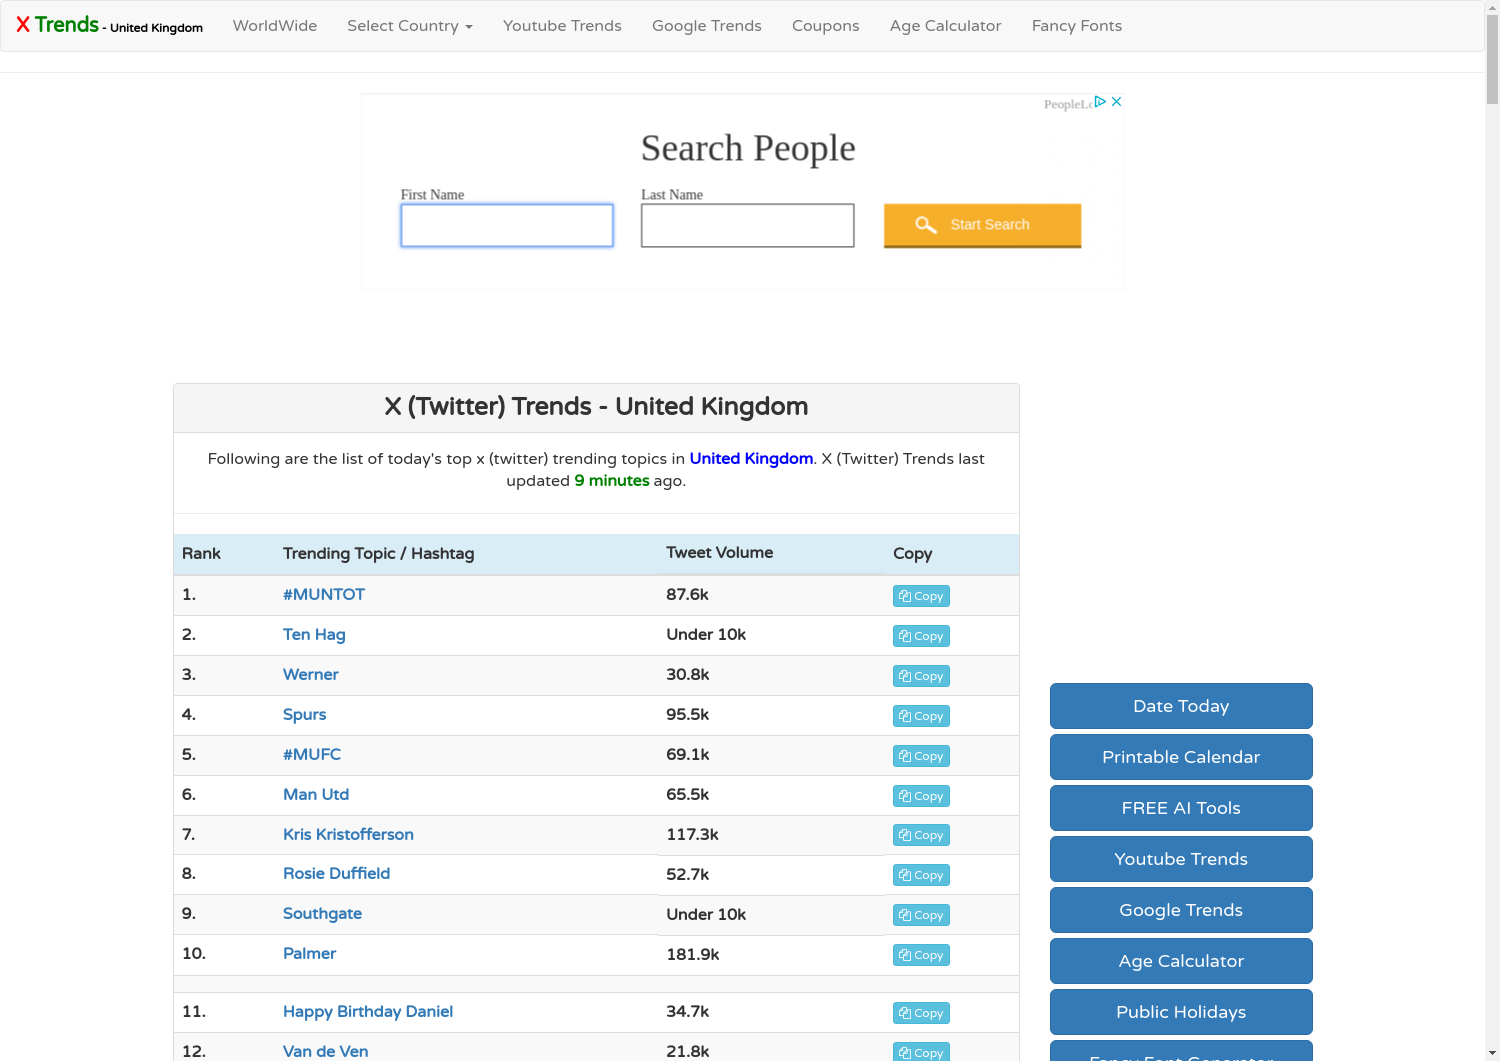 X Trends - United Kingdom WorldWide Select Country Youtube Trends Google Trends Coupons Age Calculator Fancy Fonts
Search People
First Name Last Name
Start Search
X (Twitter) Trends - United Kingdom
Following are the list of today's top x (twitter) trending topics in United Kingdom. X (Twitter) Trends last
updated 9 minutes ago.
Rank Trending Topic / Hashtag Tweet Volume Copy
1. #MUNTOT 87.6k Copy
2. Ten Hag Under 10k Copy
3. Werner 30.8k Copy
4. Spurs 95.5k Copy
5. #MUFC 69.1k Copy
6. Man Utd 65.5k Copy
7. Kris Kristofferson 117.3k Copy
8. Rosie Duffield 52.7k Copy
9. Southgate Under 10k Copy
10. Palmer 181.9k Copy
11. Happy Birthday Daniel 34.7k Copy
12. Van de Ven 21.8k Copy
Date Today
Printable Calendar
FREE AI Tools
Youtube Trends
Google Trends
Age Calculator
Public Holidays
Fancy Font Generator